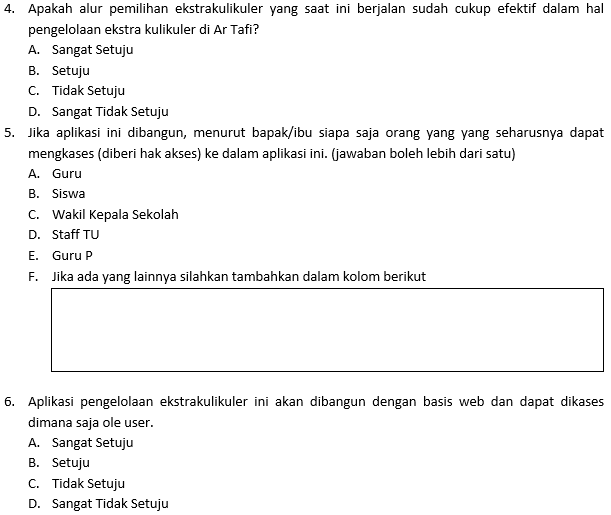 4. Apakah alur pemilihan ekstrakulikuler yang saat ini berjalan sudah cukup efektif dalam hal
pengelolaan ekstra kulikuler di Ar Tafi?
A. Sangat Setuju
B. Setuju
C. Tidak Setuju
D. Sangat Tidak Setuju
5. Jika aplikasi ini dibangun, menurut bapak/ibu siapa saja orang yang yang seharusnya dapat
mengkases (diberi hak akses) ke dalam aplikasi ini. (jawaban boleh lebih dari satu)
A. Guru
B. Siswa
C. Wakil Kepala Sekolah
D. Staff TU
E. Guru P
F. Jika ada yang lainnya silahkan tambahkan dalam kolom berikut
6. Aplikasi pengelolaan ekstrakulikuler ini akan dibangun dengan basis web dan dapat dikases
dimana saja ole user.
A. Sangat Setuju
B. Setuju
C. Tidak Setuju
D. Sangat Tidak Setuju